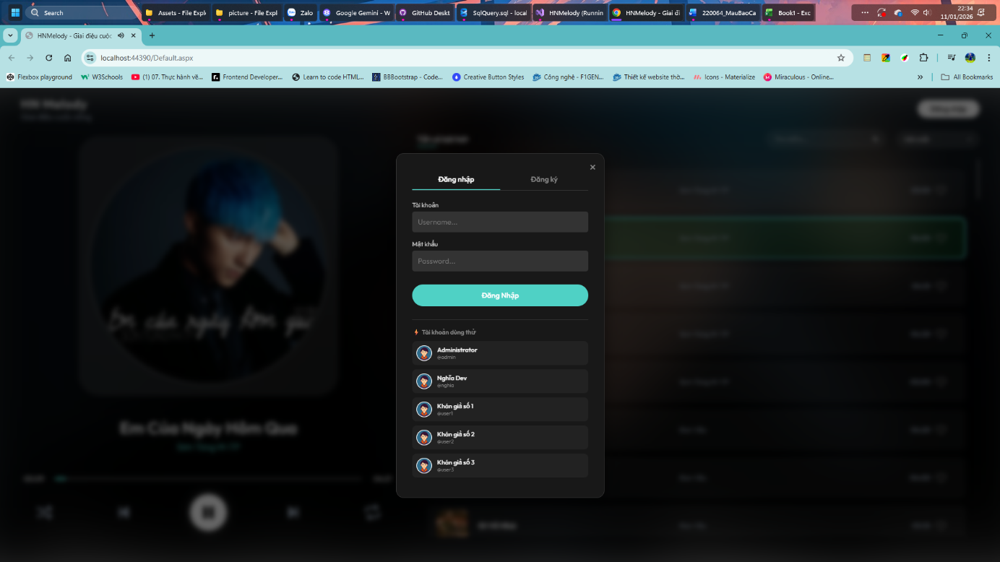 Search
Assets - File Expl
picture - File Expl
Zalo
Google Gemini - W
GitHub Deskt
SqlQuery.sql - local
HNMelody (Runnin
HNMelody - Giai đi
220064_MauBaoCa
Book1 - Exc
22:34
11/01/2026
HNMelody - Giai điệu cuộc
localhost:44390/Default.aspx
Flexbox playground
W3Schools
(1) 07. Thực hành về...
Frontend Developer...
Learn to code HTML...
BBBootstrap - Code...
Creative Button Styles
Công nghệ - F1GEN...
Thiết kế website thờ...
Icons - Materialize
Miraculous - Online...
All Bookmarks
HN Melody
Đăng nhập
Đăng ký
Tài khoản
Username...
Mật khẩu
Password...
Đăng Nhập
Tài khoản dùng thử
Administrator
@admin
Nghĩa Dev
@nghia
Khán giả số 1
@user1
Khán giả số 2
@user2
Khán giả số 3
@user3
Em Của Ngày Hôm Qua